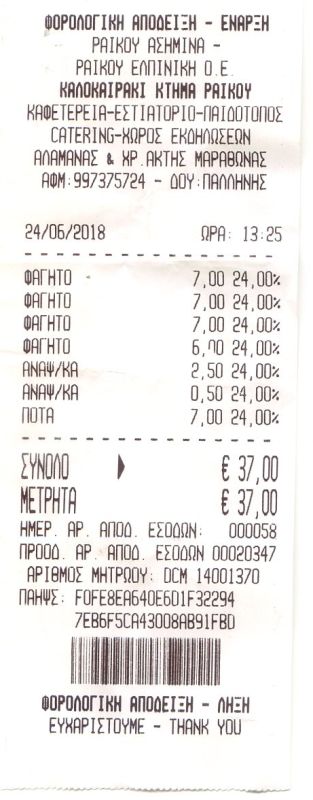 ΦΟΡΟΛΟΓΙΚΗ ΑΠΟΔΕΙΞΗ - ΕΝΑΡΞΗ
ΡΑΙΚΟΥ ΑΣΗΜΙΝΑ -
ΡΑΙΚΟΥ ΕΛΠΙΝΙΚΗ Ο.Ε.
ΚΑΛΟΚΑΙΡΑΚΙ ΚΤΗΜΑ ΡΑΙΚΟΥ
ΚΑΦΕΤΕΡΕΙΑ-ΕΣΤΙΑΤΟΡΙΟ-ΠΑΙΔΟΤΟΠΟΣ
CATERING-ΧΩΡΟΣ ΕΚΔΗΛΩΣΕΩΝ
ΑΛΑΜΑΝΑΣ & ΧΡ.ΑΚΤΗΣ ΜΑΡΑΘΩΝΑΣ
ΑΦΜ:997375724 - ΔΟΥ:ΠΑΛΛΗΝΗΣ
24/06/2018 ΩΡΑ: 13:25
ΦΑΓΗΤΟ 7,00 24,00%
ΦΑΓΗΤΟ 7,00 24,00%
ΦΑΓΗΤΟ 7,00 24,00%
ΦΑΓΗΤΟ 6,00 24,00%
ΑΝΑΨ/ΚΑ 2,50 24,00%
ΑΝΑΨ/ΚΑ 0,50 24,00%
ΠΟΤΑ 7,00 24,00%
ΣΥΝΟΛΟ € 37,00
ΜΕΤΡΗΤΑ € 37,00
ΗΜΕΡ. ΑΡ. ΑΠΟΔ. ΕΣΟΔΩΝ: 000058
ΠΡΟΟΔ. ΑΡ. ΑΠΟΔ. ΕΣΟΔΩΝ 00020347
ΑΡΙΘΜΟΣ ΜΗΤΡΩΟΥ: DCM 14001370
ΠΑΗΨΣ: F0FE8EA640E6D1F32294
7EB6F5CA43008AB91FBD
ΦΟΡΟΛΟΓΙΚΗ ΑΠΟΔΕΙΞΗ - ΛΗΞΗ
ΕΥΧΑΡΙΣΤΟΥΜΕ - THANK YOU